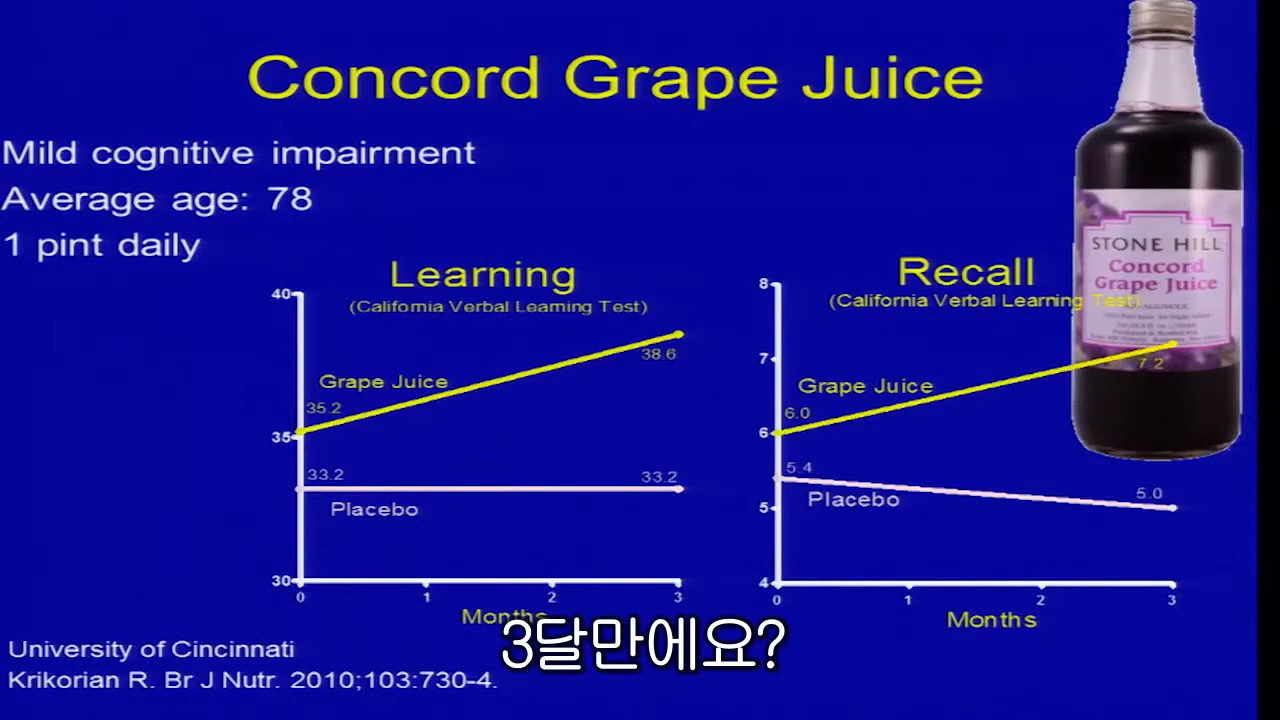 Concord Grape Juice
Mild cognitive impairment
Average age: 78
1 pint daily
Learning
(California Verbal Learning Test)
40
35
30
Grape Juice
35.2
38.6
33.2
33.2
Placebo
0 1 2 3
Months
Recall
(California Verbal Learning Test)
8
7
6
5
4
Grape Juice
6.0
7.2
5.4
5.0
Placebo
0 1 2 3
Months
STONE HILL
Concord
Grape Juice
University of Cincinnati
Krikorian R. Br J Nutr. 2010;103:730-4.
3달만에요?